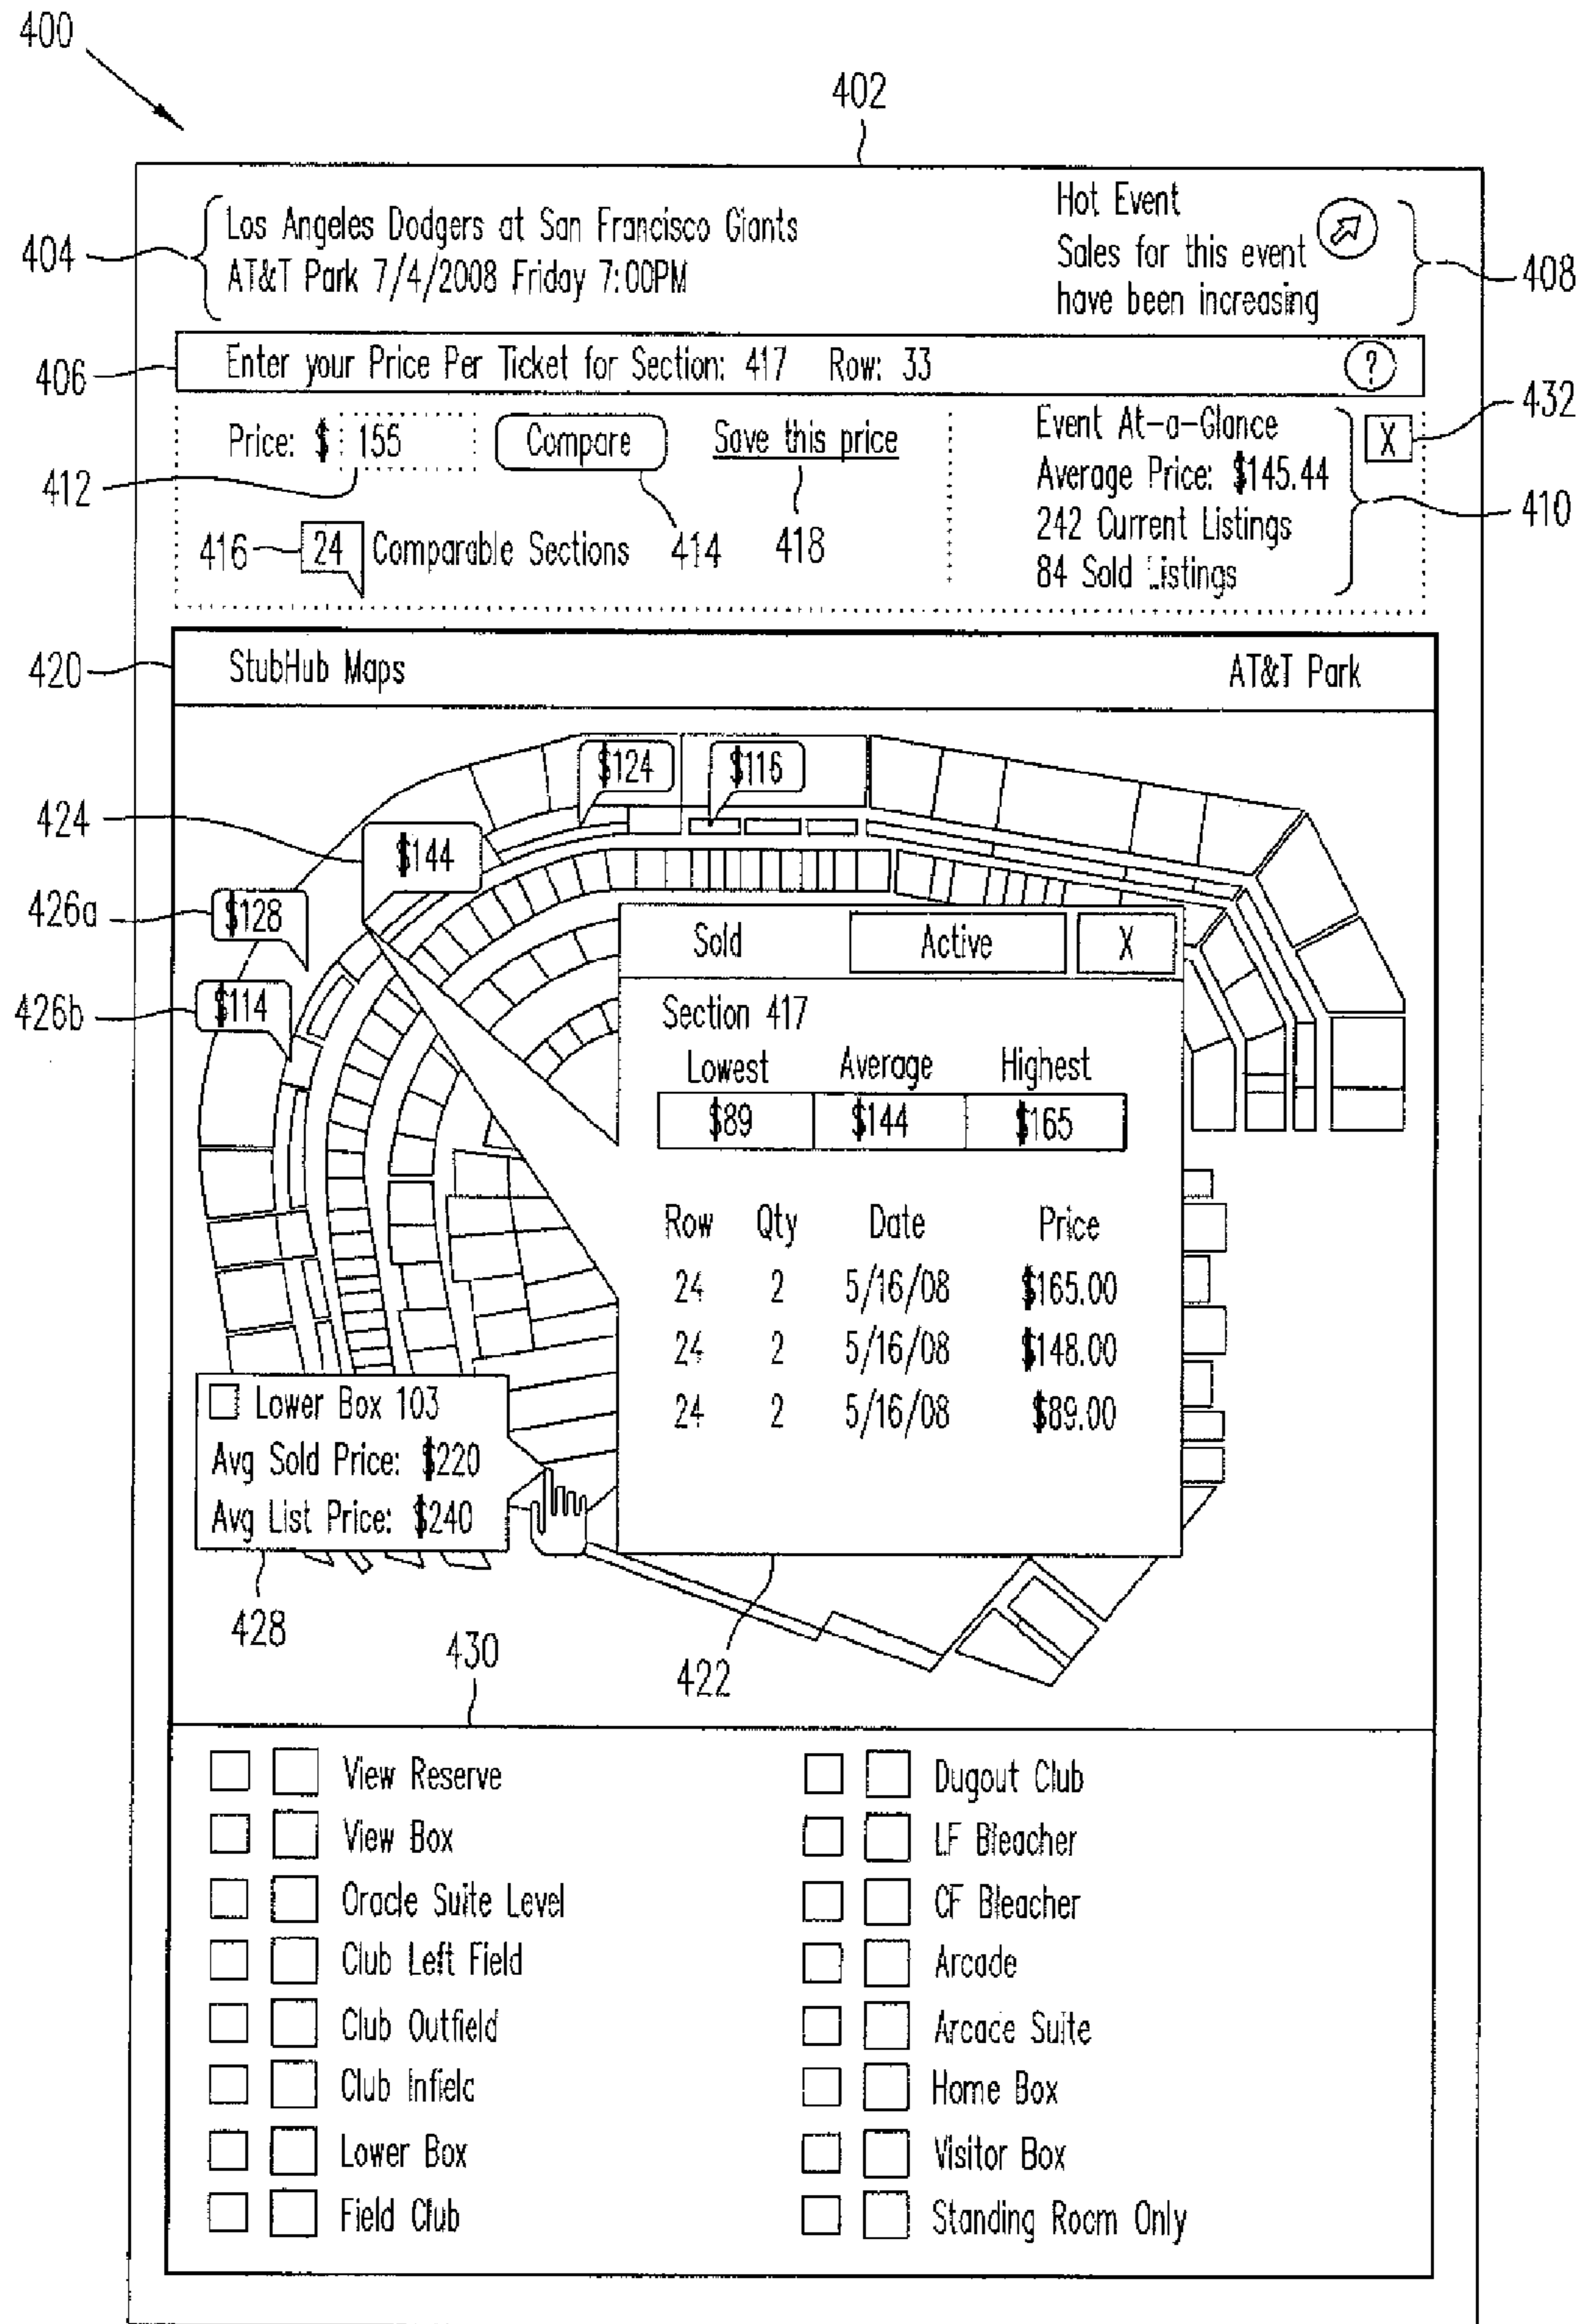 400
402
404
Los Angeles Dodgers at San Francisco Giants
AT&T Park 7/4/2008 Friday 7:00PM
Hot Event
Sales for this event
have been increasing
408
406
Enter your Price Per Ticket for Section: 417 Row: 33
?
432
Price: $ 155
Compare
Save this price
412
416
24
Comparable Sections
414
418
Event At-a-Glance
X
Average Price: $145.44
242 Current Listings
84 Sold Listings
410
420
StubHub Maps
AT&T Park
$124
$116
424
$144
426a
$128
426b
$114
Sold
Active
X
Section 417
Lowest Average Highest
$89 $144 $165
Row Qty Date Price
24 2 5/16/08 $165.00
24 2 5/16/08 $148.00
24 2 5/16/08 $89.00
Lower Box 103
Avg Sold Price: $220
Avg List Price: $240
428
430
422
View Reserve
View Box
Oracle Suite Level
Club Left Field
Club Outfield
Club Infield
Lower Box
Field Club
Dugout Club
LF Bleacher
CF Bleacher
Arcade
Arcade Suite
Home Box
Visitor Box
Standing Room Only